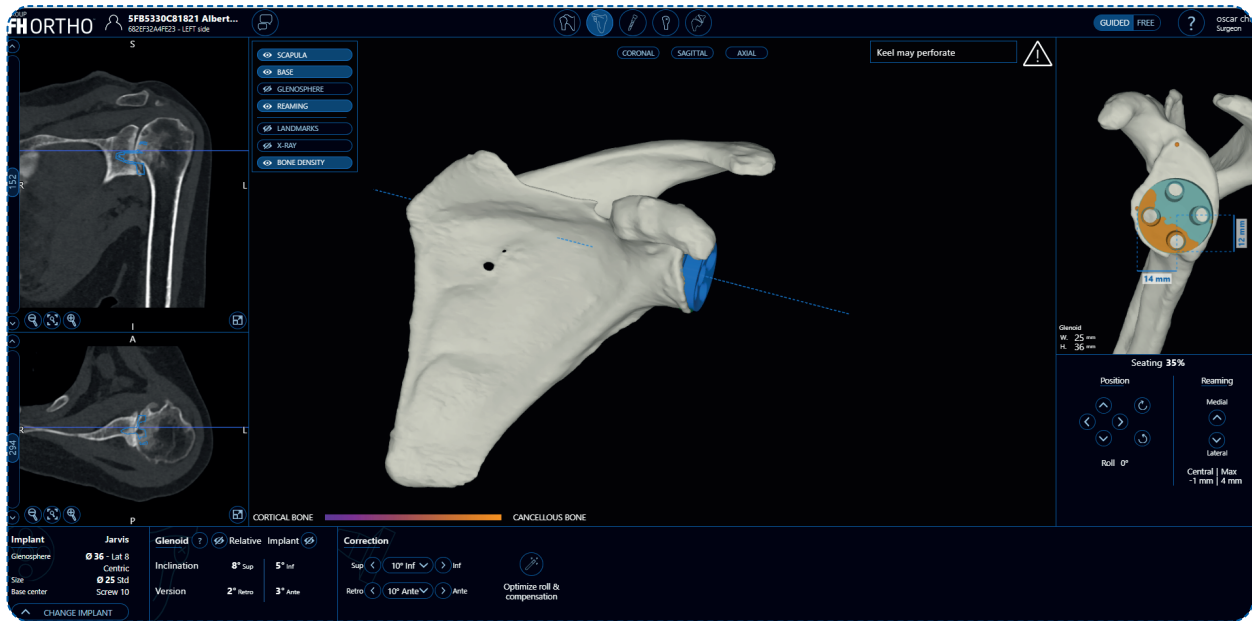 GROUP
FH ORTHO
5FB5330C81821 Albert...
682EF32A4FE23 - LEFT side
GUIDED FREE
?
oscar ch
Surgeon
S
152
R
L
I
A
294
R
L
P
SCAPULA
BASE
GLENOSPHERE
REAMING
LANDMARKS
X-RAY
BONE DENSITY
CORONAL SAGITTAL AXIAL
Keel may perforate
CORTICAL BONE CANCELLOUS BONE
12 mm
14 mm
Glenoid
W. 25 mm
H. 36 mm
Seating 35%
Position Reaming
Medial
Lateral
Roll 0°
Central | Max
-1 mm | 4 mm
Implant Jarvis
Glenosphere Ø 36 - Lat 8
Centric
Size Ø 25 Std
Base center Screw 10
CHANGE IMPLANT
Glenoid ? Relative Implant
Inclination 8° Sup 5° Inf
Version 2° Retro 3° Ante
Correction
Sup 10° Inf Inf
Retro 10° Ante Ante
Optimize roll &
compensation